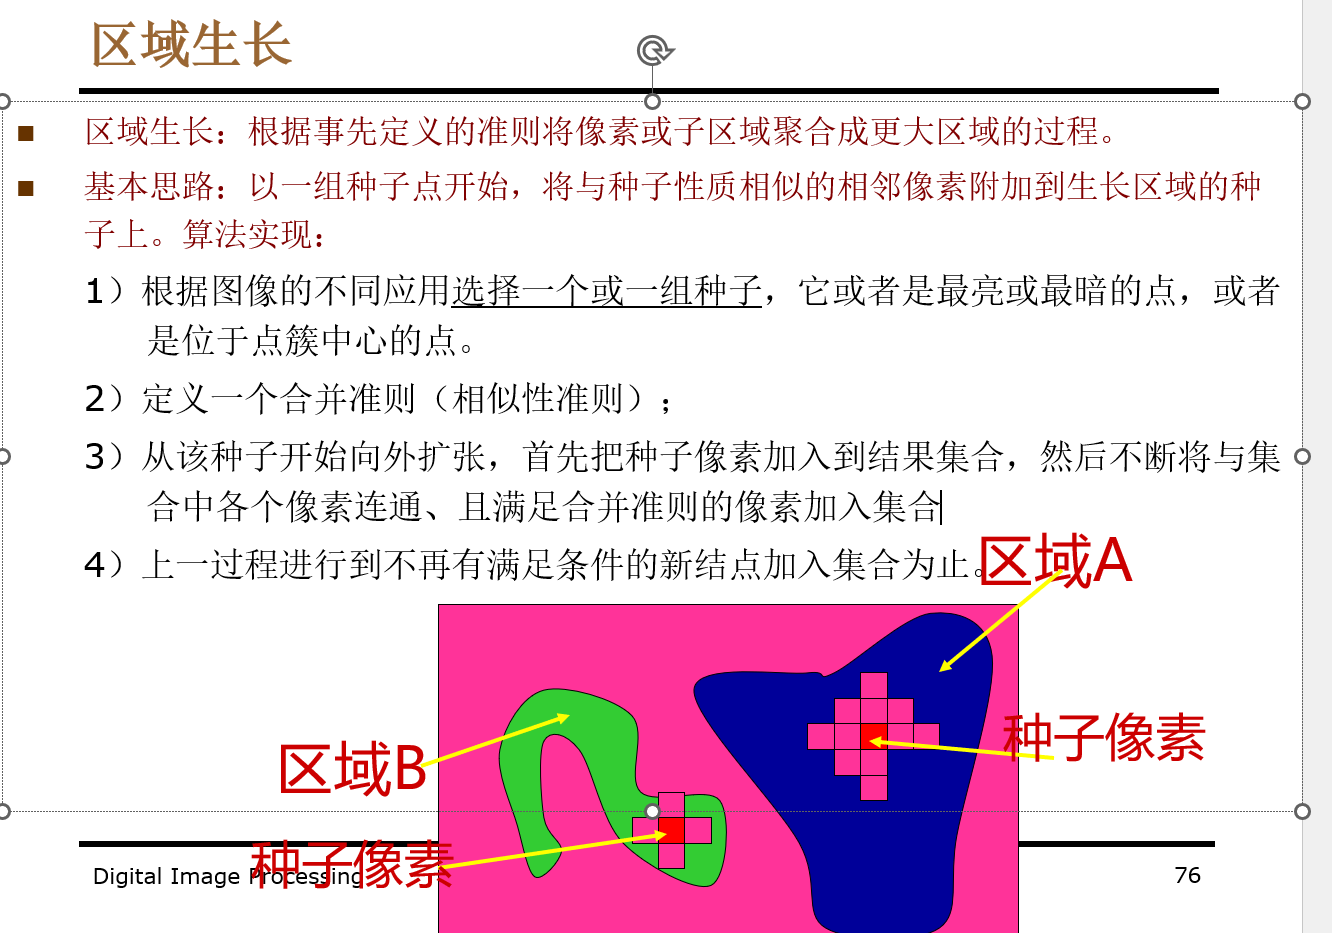 区域生长
区域生长：根据事先定义的准则将像素或子区域聚合成更大区域的过程。
基本思路：以一组种子点开始，将与种子性质相似的相邻像素附加到生长区域的种
子上。算法实现：
1）根据图像的不同应用选择一个或一组种子，它或者是最亮或最暗的点，或者
是位于点簇中心的点。
2）定义一个合并准则（相似性准则）；
3）从该种子开始向外扩张，首先把种子像素加入到结果集合，然后不断将与集
合中各个像素连通、且满足合并准则的像素加入集合
4）上一过程进行到不再有满足条件的新结点加入集合为止。
区域A
种子像素
区域B
种子像素
Digital Image Processing
76